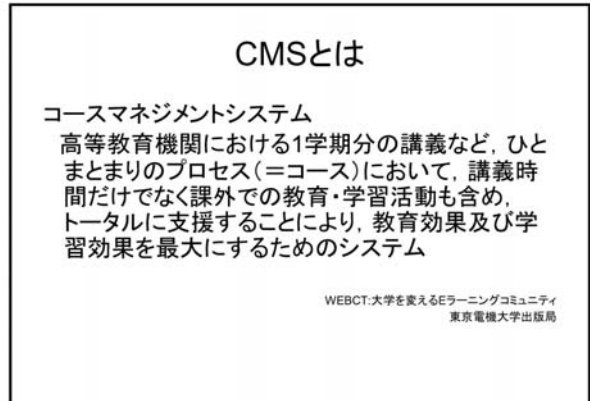 CMSとは
コースマネジメントシステム
高等教育機関における1学期分の講義など，ひと
まとまりのプロセス（＝コース）において，講義時
間だけでなく課外での教育・学習活動も含め，
トータルに支援することにより，教育効果及び学
習効果を最大にするためのシステム
WEBCT:大学を変えるEラーニングコミュニティ
東京電機大学出版局